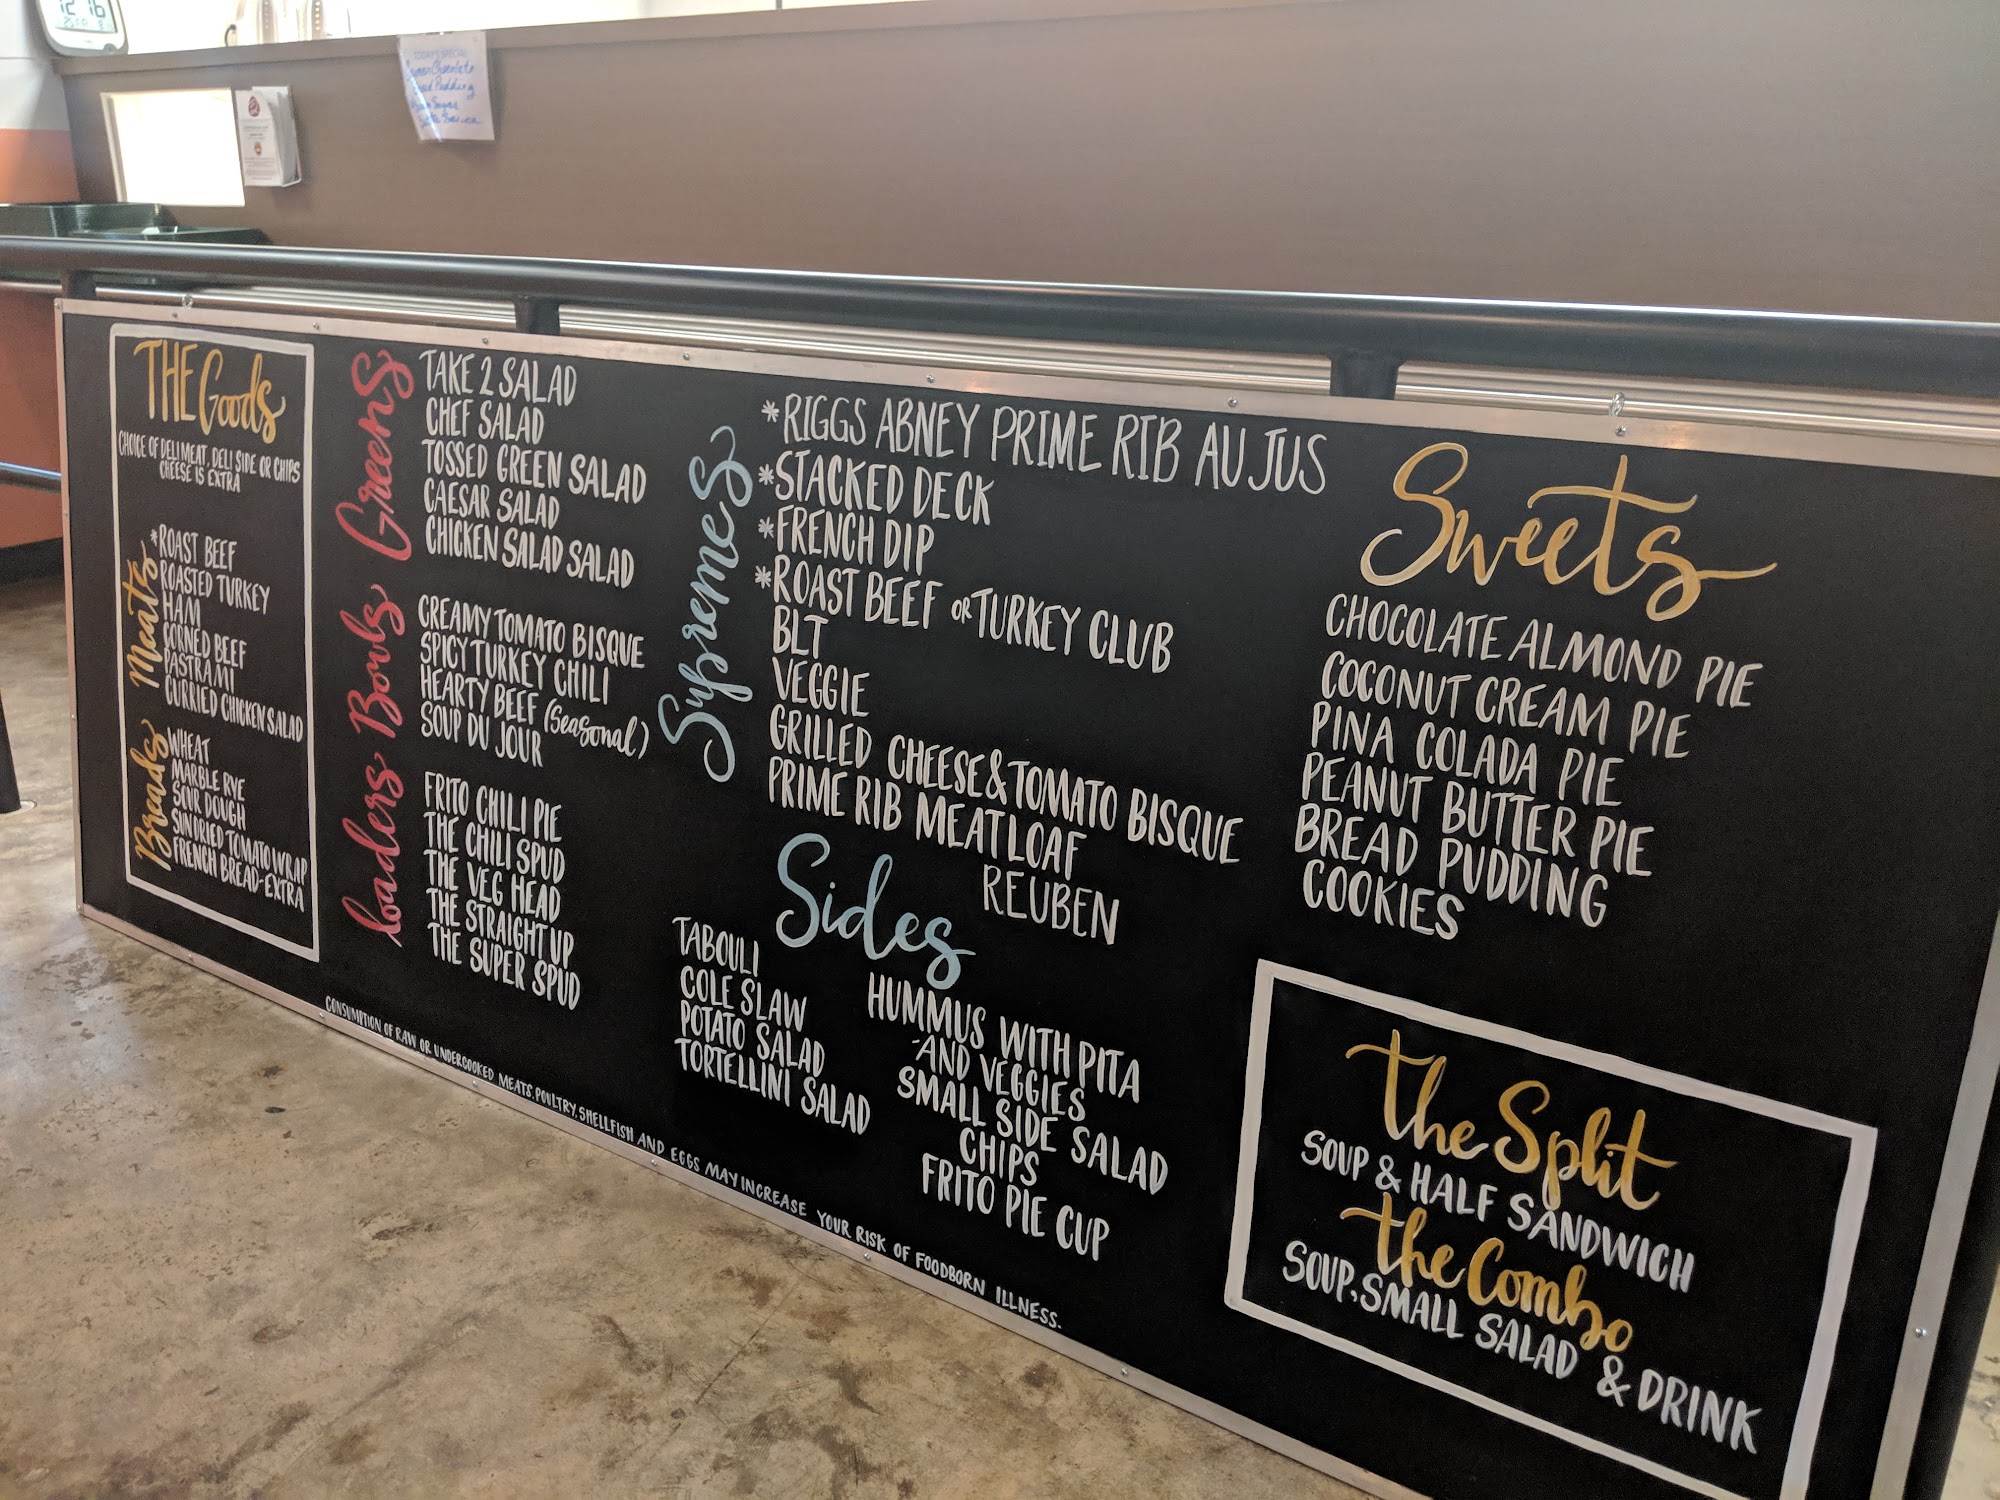 12:16
TODAY'S SPECIAL
Chocolate
Bread Pudding
THE Goods
CHOICE OF DELI MEAT, DELI SIDE OR CHIPS
CHEESE IS EXTRA
Meats
*ROAST BEEF
ROASTED TURKEY
HAM
CORNED BEEF
PASTRAMI
CURRIED CHICKEN SALAD
Breads
WHEAT
MARBLE RYE
SOUR DOUGH
SUNDRIED TOMATO WRAP
FRENCH BREAD-EXTRA
Greens
TAKE 2 SALAD
CHEF SALAD
TOSSED GREEN SALAD
CAESAR SALAD
CHICKEN SALAD SALAD
Bowls
CREAMY TOMATO BISQUE
SPICY TURKEY CHILI
HEARTY BEEF (Seasonal)
SOUP DU JOUR
loaders
FRITO CHILI PIE
THE CHILI SPUD
THE VEG HEAD
THE STRAIGHT UP
THE SUPER SPUD
Supremes
*RIGGS ABNEY PRIME RIB AU JUS
*STACKED DECK
*FRENCH DIP
*ROAST BEEF OR TURKEY CLUB
BLT
VEGGIE
GRILLED CHEESE & TOMATO BISQUE
PRIME RIB MEATLOAF
REUBEN
Sides
TABOULI
COLE SLAW
POTATO SALAD
TORTELLINI SALAD
HUMMUS WITH PITA
-AND VEGGIES
SMALL SIDE SALAD
CHIPS
FRITO PIE CUP
Sweets
CHOCOLATE ALMOND PIE
COCONUT CREAM PIE
PINA COLADA PIE
PEANUT BUTTER PIE
BREAD PUDDING
COOKIES
The Split
SOUP & HALF SANDWICH
The Combo
SOUP, SMALL SALAD & DRINK
CONSUMPTION OF RAW OR UNDERCOOKED MEATS, POULTRY, SHELLFISH AND EGGS MAY INCREASE YOUR RISK OF FOODBORN ILLNESS.